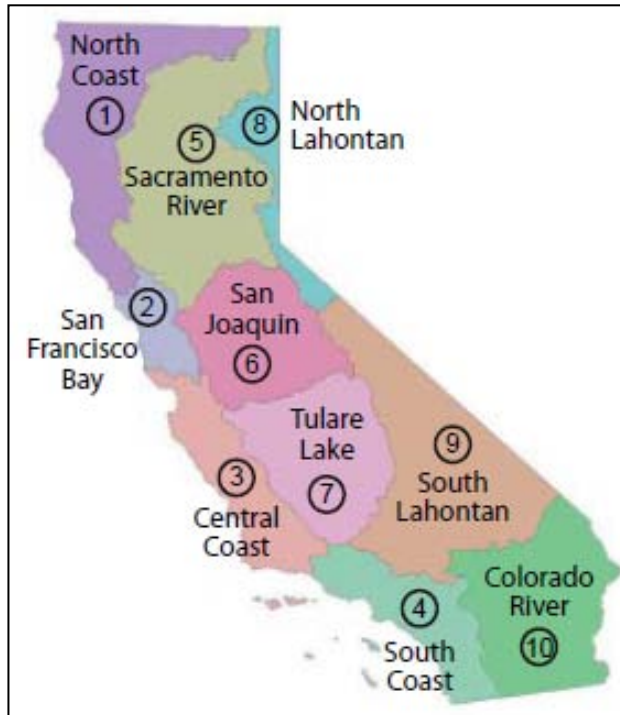 North
Coast
1
5
Sacramento
River
8
North
Lahontan
2
San
Francisco
Bay
San
Joaquin
6
Tulare
Lake
7
3
Central
Coast
9
South
Lahontan
4
South
Coast
Colorado
River
10